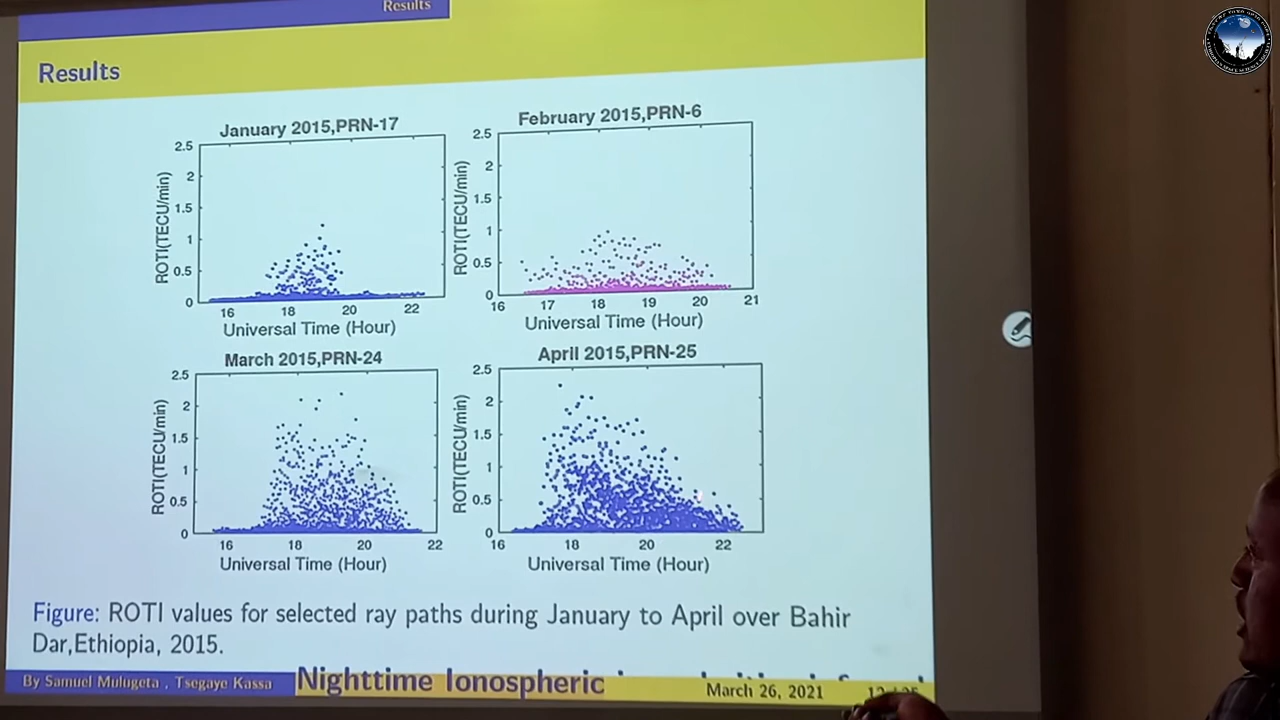 Results
Results
January 2015,PRN-17
2.5
2
1.5
1
0.5
0
ROTI(TECU/min)
16 18 20 22
Universal Time (Hour)
February 2015,PRN-6
2.5
2
1.5
1
0.5
0
ROTI(TECU/min)
16 17 18 19 20 21
Universal Time (Hour)
March 2015,PRN-24
2.5
2
1.5
1
0.5
0
ROTI(TECU/min)
16 18 20 22
Universal Time (Hour)
April 2015,PRN-25
2.5
2
1.5
1
0.5
0
ROTI(TECU/min)
16 18 20 22
Universal Time (Hour)
Figure: ROTI values for selected ray paths during January to April over Bahir
Dar,Ethiopia, 2015.
By Samuel Mulugeta , Tsegaye Kassa
Nighttime Ionospheric
March 26, 2021